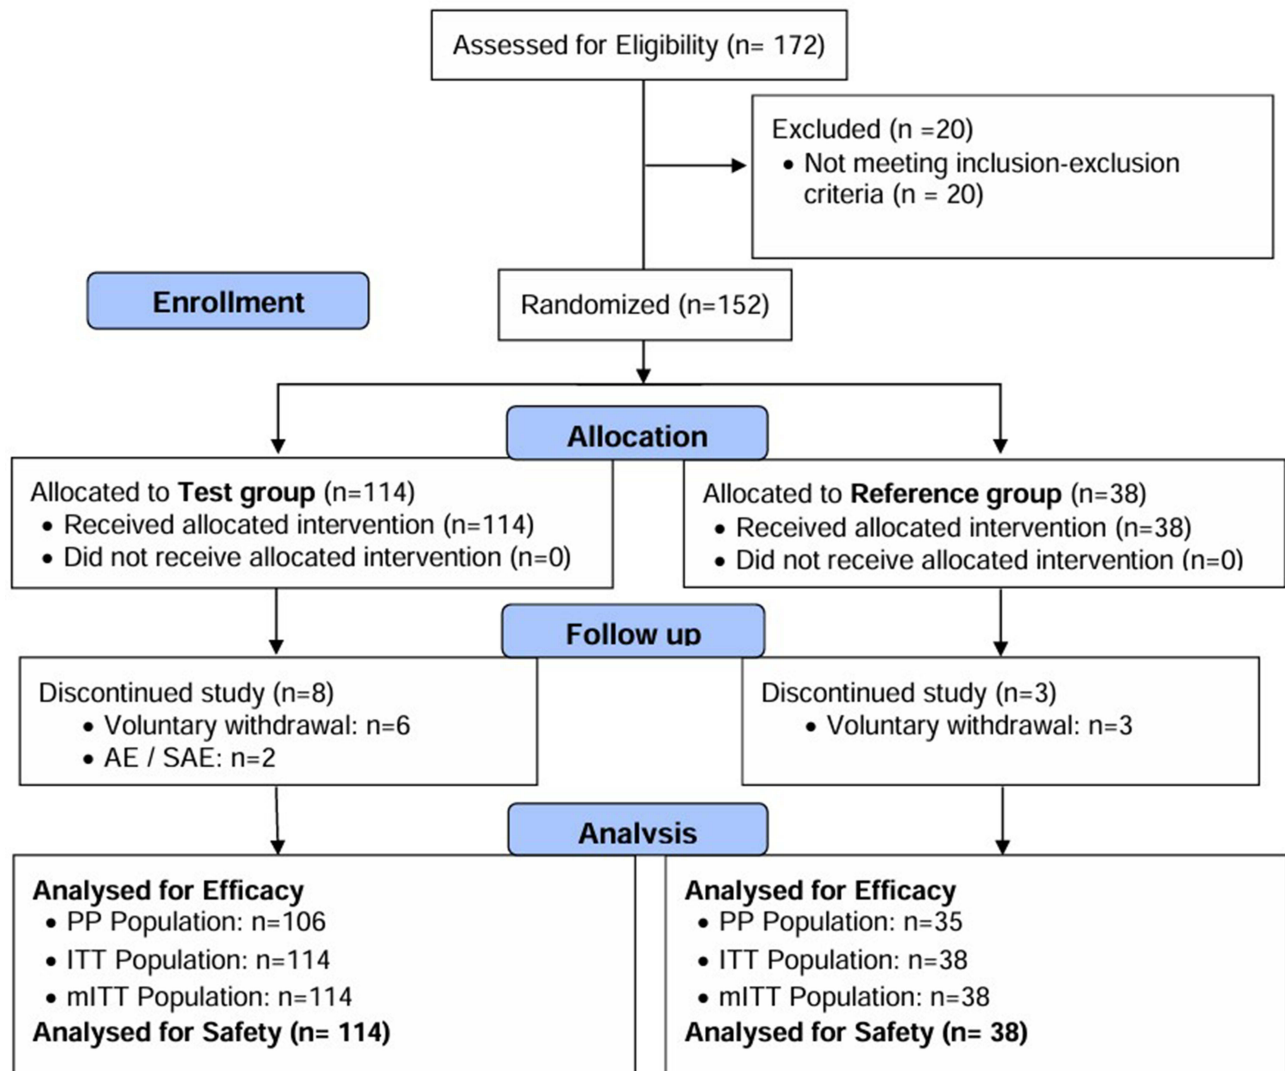 Assessed for Eligibility (n= 172)
Excluded (n =20)
• Not meeting inclusion-exclusion
criteria (n = 20)
Enrollment
Randomized (n=152)
Allocation
Allocated to Test group (n=114)
• Received allocated intervention (n=114)
• Did not receive allocated intervention (n=0)
Allocated to Reference group (n=38)
• Received allocated intervention (n=38)
• Did not receive allocated intervention (n=0)
Follow up
Discontinued study (n=8)
• Voluntary withdrawal: n=6
• AE / SAE: n=2
Discontinued study (n=3)
• Voluntary withdrawal: n=3
Analysis
Analysed for Efficacy
• PP Population: n=106
• ITT Population: n=114
• mITT Population: n=114
Analysed for Safety (n= 114)
Analysed for Efficacy
• PP Population: n=35
• ITT Population: n=38
• mITT Population: n=38
Analysed for Safety (n= 38)